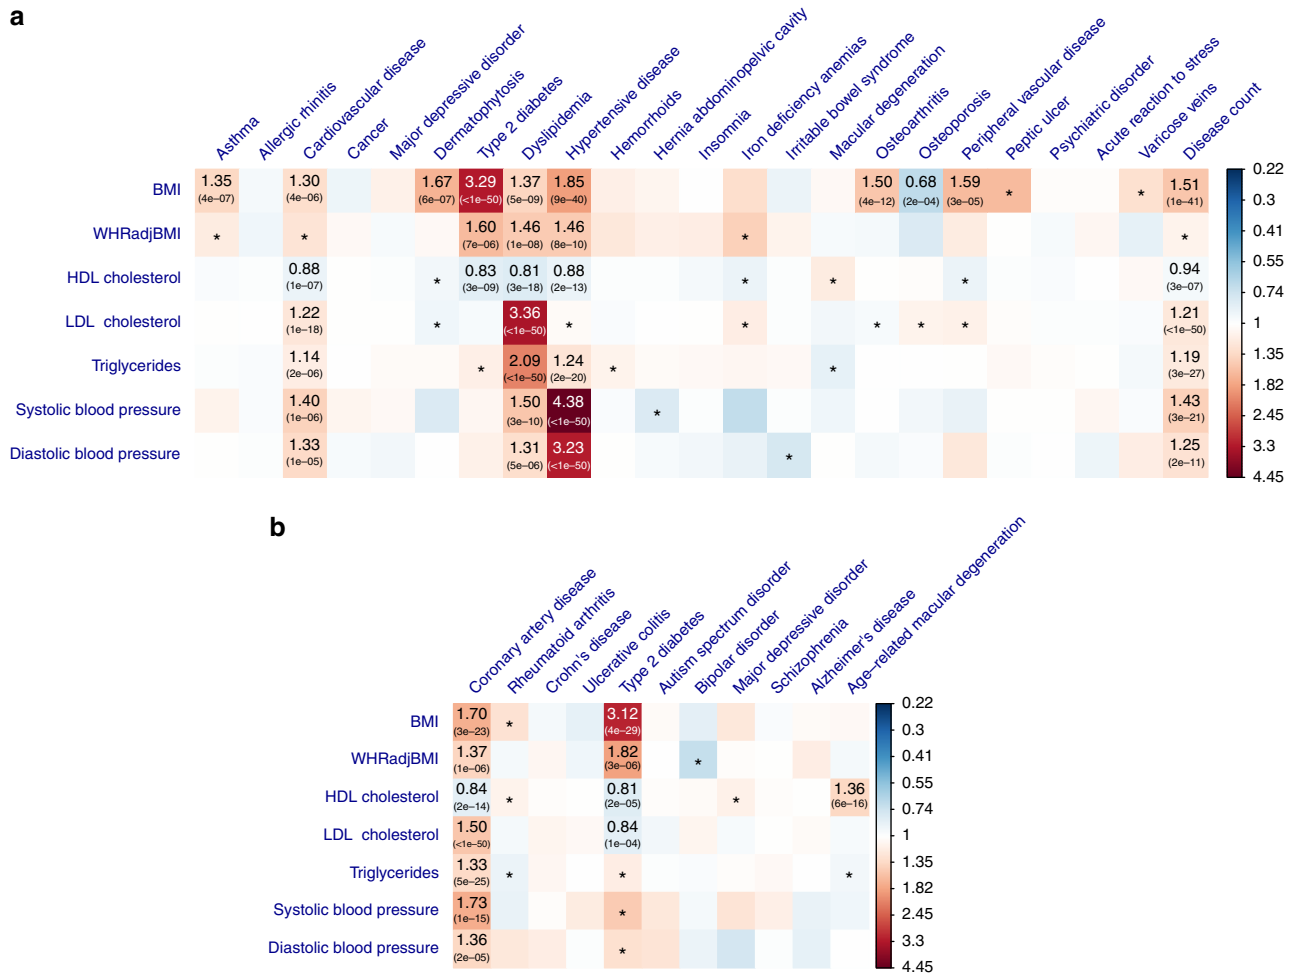 a
Asthma
Allergic rhinitis
Cardiovascular disease
Cancer
Major depressive disorder
Dermatophytosis
Type 2 diabetes
Dyslipidemia
Hypertensive disease
Hemorrhoids
Hernia abdominopelvic cavity
Insomnia
Iron deficiency anemias
Irritable bowel syndrome
Macular degeneration
Osteoarthritis
Osteoporosis
Peripheral vascular disease
Peptic ulcer
Psychiatric disorder
Acute reaction to stress
Varicose veins
Disease count
BMI 1.35 1.30 1.67 3.29 1.37 1.85 1.50 0.68 1.59 * * 1.51
(4e−07) (4e−06) (6e−07) (<1e−50) (5e−09) (9e−40) (4e−12) (2e−04) (3e−05) (1e−41)
WHRadjBMI * * 1.60 1.46 1.46 * *
(7e−06) (1e−08) (8e−10)
HDL cholesterol 0.88 * 0.83 0.81 0.88 * * * 0.94
(1e−07) (3e−09) (3e−18) (2e−13) (3e−07)
LDL cholesterol 1.22 * 3.36 * * * * * 1.21
(1e−18) (<1e−50) (<1e−50)
Triglycerides 1.14 * 2.09 1.24 * * 1.19
(2e−06) (<1e−50) (2e−20) (3e−27)
Systolic blood pressure 1.40 1.50 4.38 * 1.43
(1e−06) (3e−10) (<1e−50) (3e−21)
Diastolic blood pressure 1.33 1.31 3.23 * 1.25
(1e−05) (5e−06) (<1e−50) (2e−11)
0.22
0.3
0.41
0.55
0.74
1
1.35
1.82
2.45
3.3
4.45
b
Coronary artery disease
Rheumatoid arthritis
Crohn's disease
Ulcerative colitis
Type 2 diabetes
Autism spectrum disorder
Bipolar disorder
Major depressive disorder
Schizophrenia
Alzheimer's disease
Age−related macular degeneration
BMI 1.70 * 3.12
(3e−23) (4e−29)
WHRadjBMI 1.37 1.82 *
(1e−06) (3e−06)
HDL cholesterol 0.84 * 0.81 * 1.36
(2e−14) (2e−05) (6e−16)
LDL cholesterol 1.50 0.84
(<1e−50) (1e−04)
Triglycerides 1.33 * * *
(5e−25)
Systolic blood pressure 1.73 *
(1e−15)
Diastolic blood pressure 1.36 *
(2e−05)
0.22
0.3
0.41
0.55
0.74
1
1.35
1.82
2.45
3.3
4.45